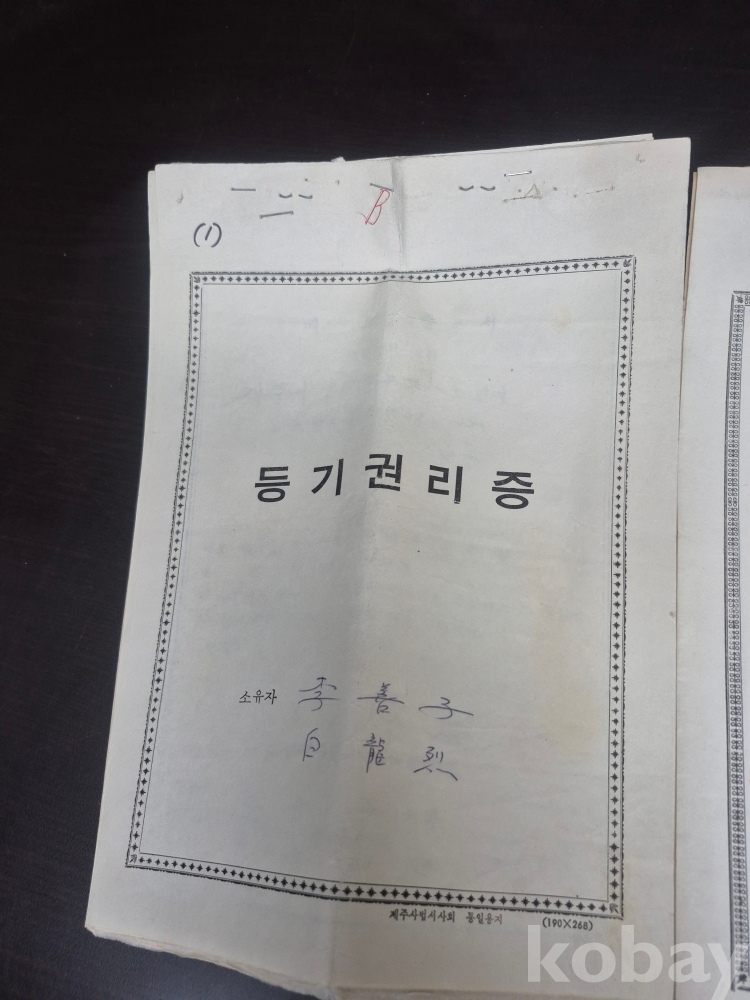 B
(1)
등기권리증
소유자 李善子
白龍烈
제주사법서사회 통일용지 (190×268)
kobay